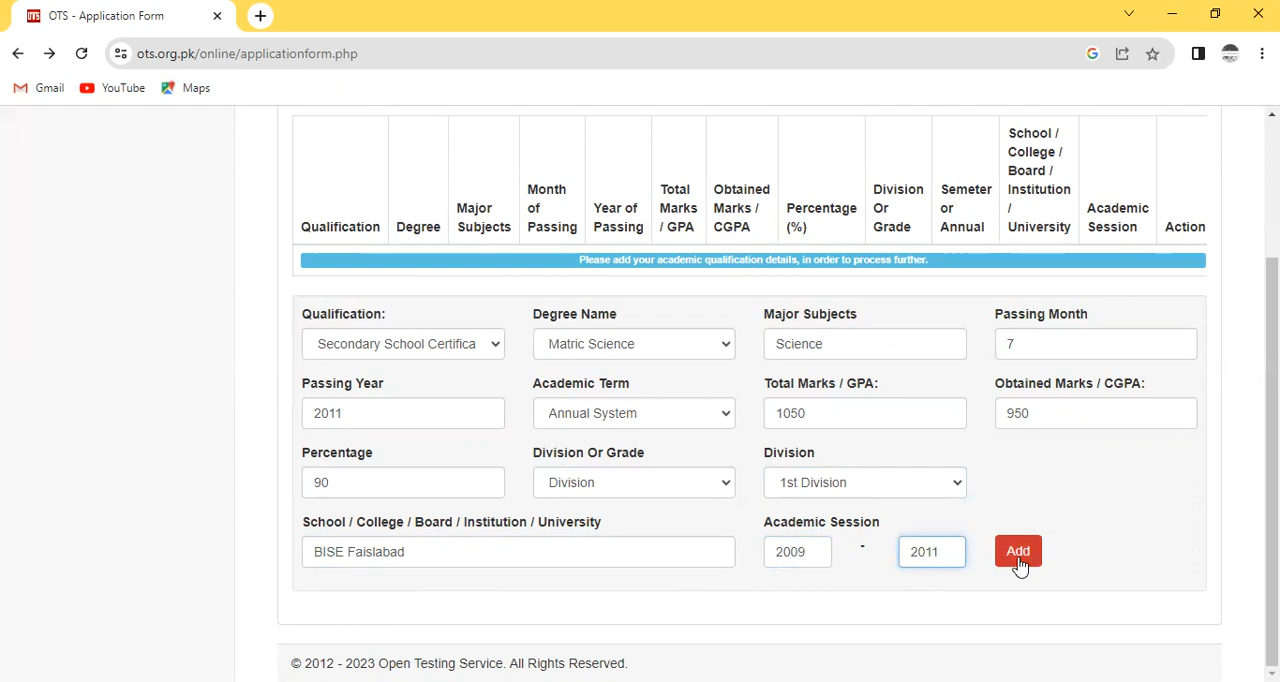 OTS
OTS - Application Form
ots.org.pk/online/applicationform.php
Gmail
YouTube
Maps
Qualification
Degree
Major
Subjects
Month
of
Passing
Year of
Passing
Total
Marks
/ GPA
Obtained
Marks /
CGPA
Percentage
(%)
Division
Or
Grade
Semeter
or
Annual
School /
College /
Board /
Institution
/
University
Academic
Session
Action
Please add your academic qualification details, in order to process further.
Qualification: Degree Name Major Subjects Passing Month
Secondary School Certifica Matric Science Science 7
Passing Year Academic Term Total Marks / GPA: Obtained Marks / CGPA:
2011 Annual System 1050 950
Percentage Division Or Grade Division
90 Division 1st Division
School / College / Board / Institution / University Academic Session
BISE Faislabad 2009 - 2011 Add
© 2012 - 2023 Open Testing Service. All Rights Reserved.